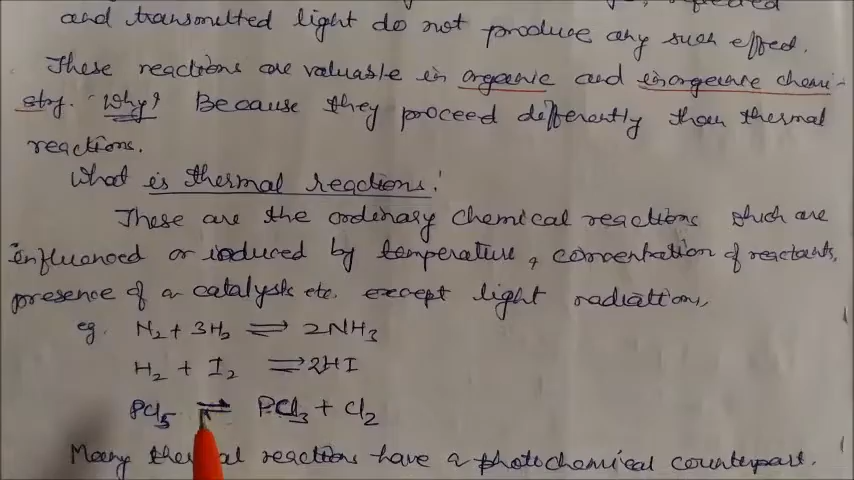 and transmitted light do not produce any such effect.
These reactions are valuable in organic and inorganic chemi-
stry. Why? Because they proceed differently than thermal
reactions.
What is thermal reactions!
These are the ordinary chemical reactions which are
influenced or induced by temperature, concentration of reactants,
presence of a catalysts etc. except light radiation,
eg. N2 + 3H2 ⇌ 2NH3
H2 + I2 ⇌ 2HI
PCl5 ⇌ PCl3 + Cl2
Many thermal reactions have a photochemical counterpart.